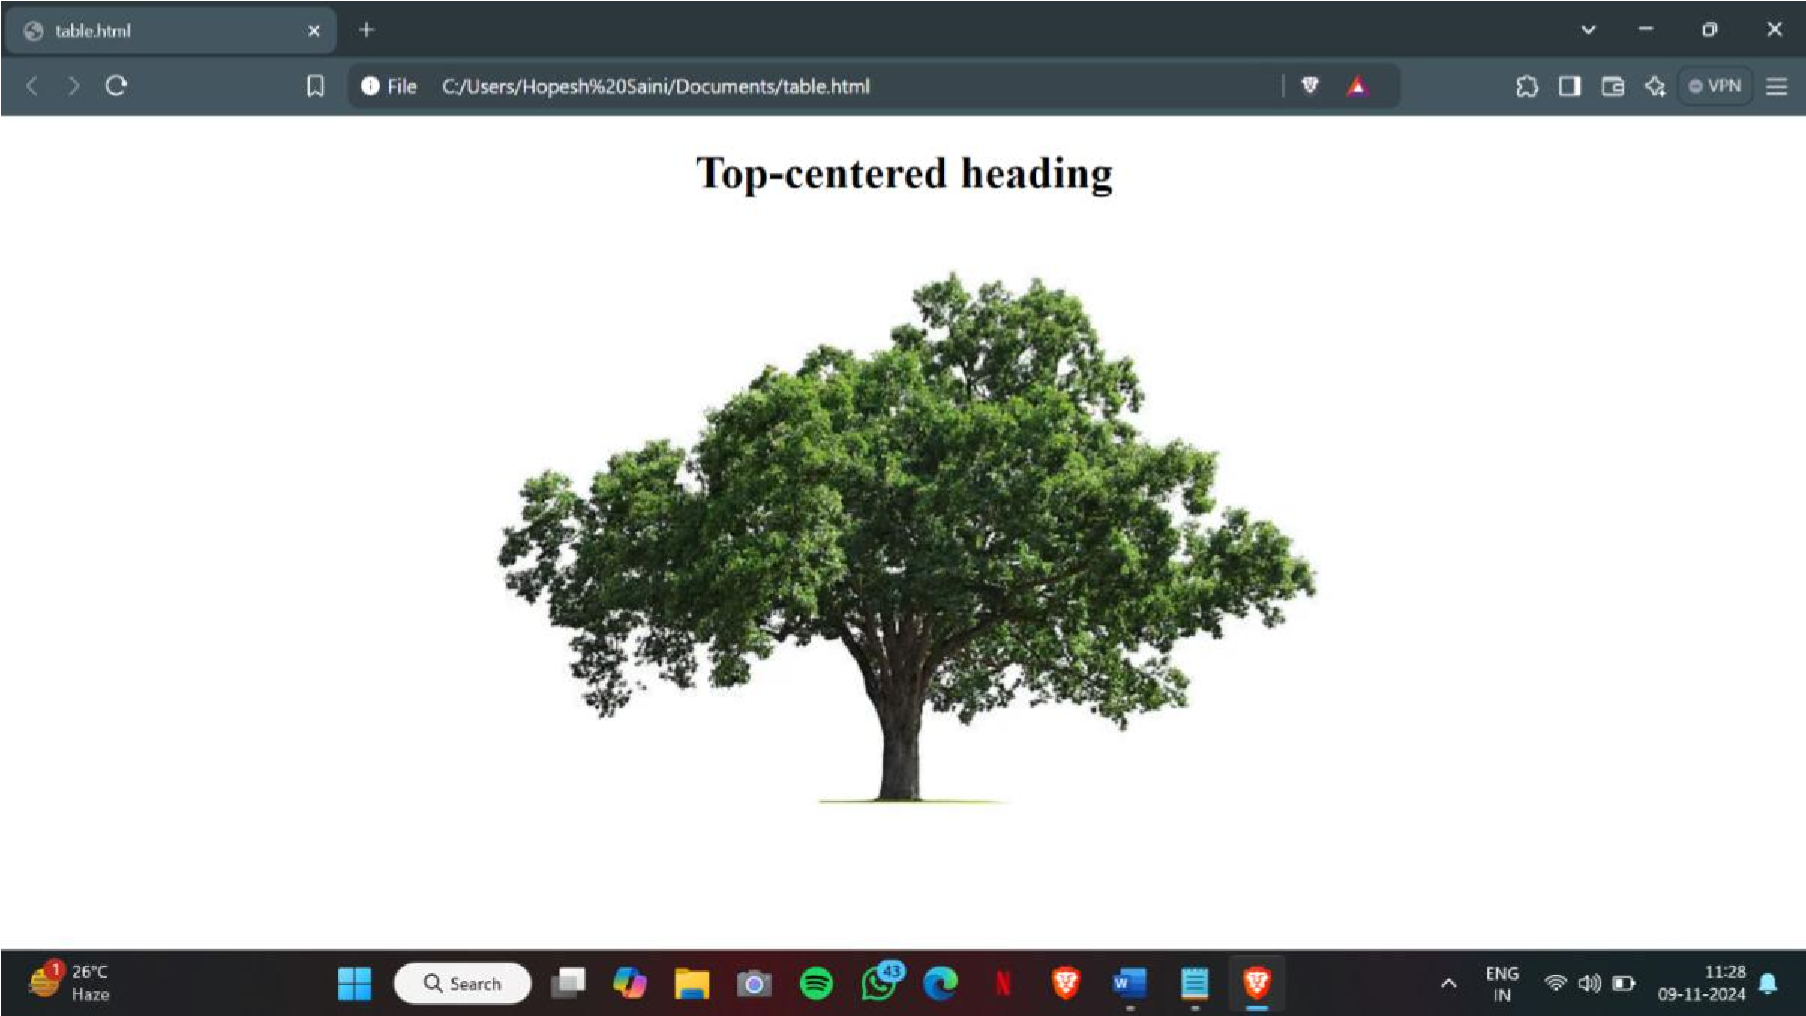 table.html
File C:/Users/Hopesh%20Saini/Documents/table.html
VPN
Top-centered heading
1
26°C
Haze
Search
43
N
W
ENG
IN
11:28
09-11-2024